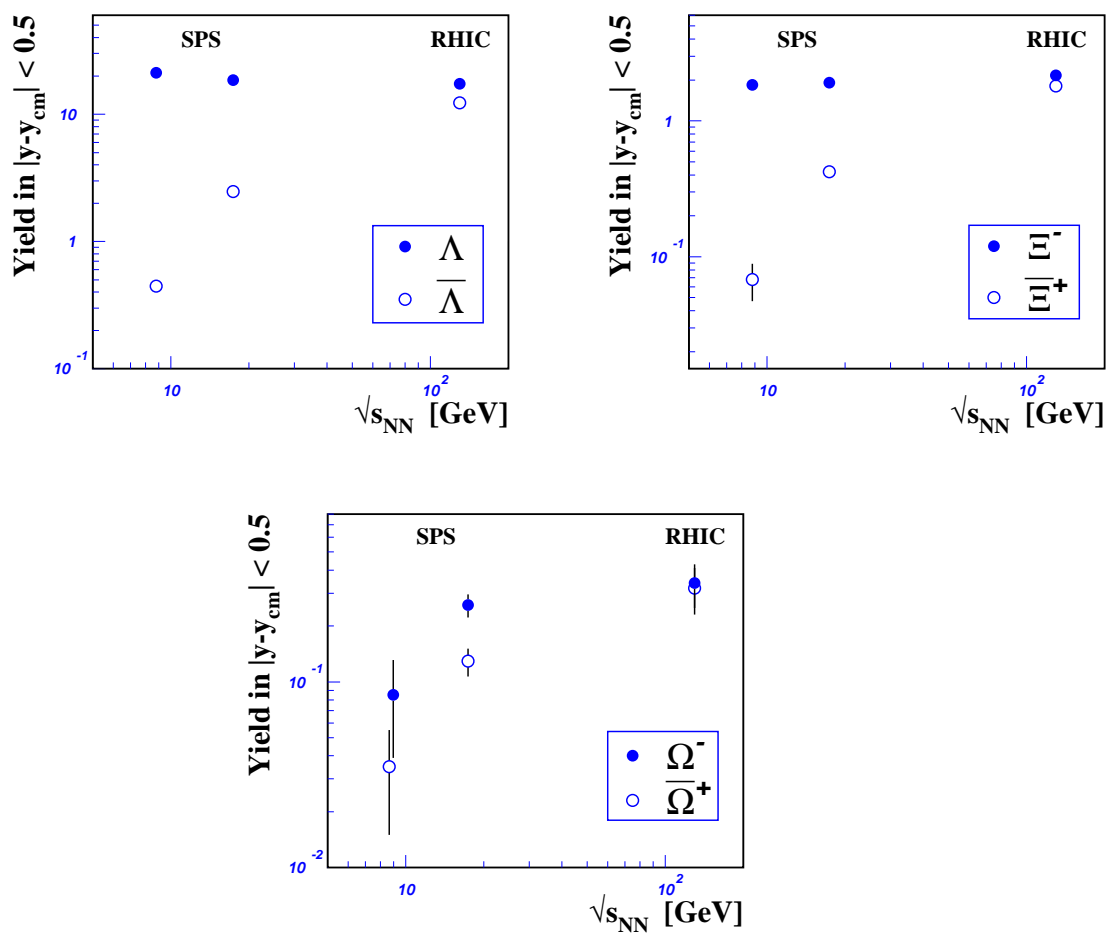 Yield in |y-y_cm| < 0.5
SPS RHIC
10
1
10^-1
Λ
Λ̅
10 10^2
√s_NN [GeV]
Yield in |y-y_cm| < 0.5
SPS RHIC
1
10^-1
Ξ^-
Ξ̅^+
10 10^2
√s_NN [GeV]
Yield in |y-y_cm| < 0.5
SPS RHIC
10^-1
10^-2
Ω^-
Ω̅^+
10 10^2
√s_NN [GeV]